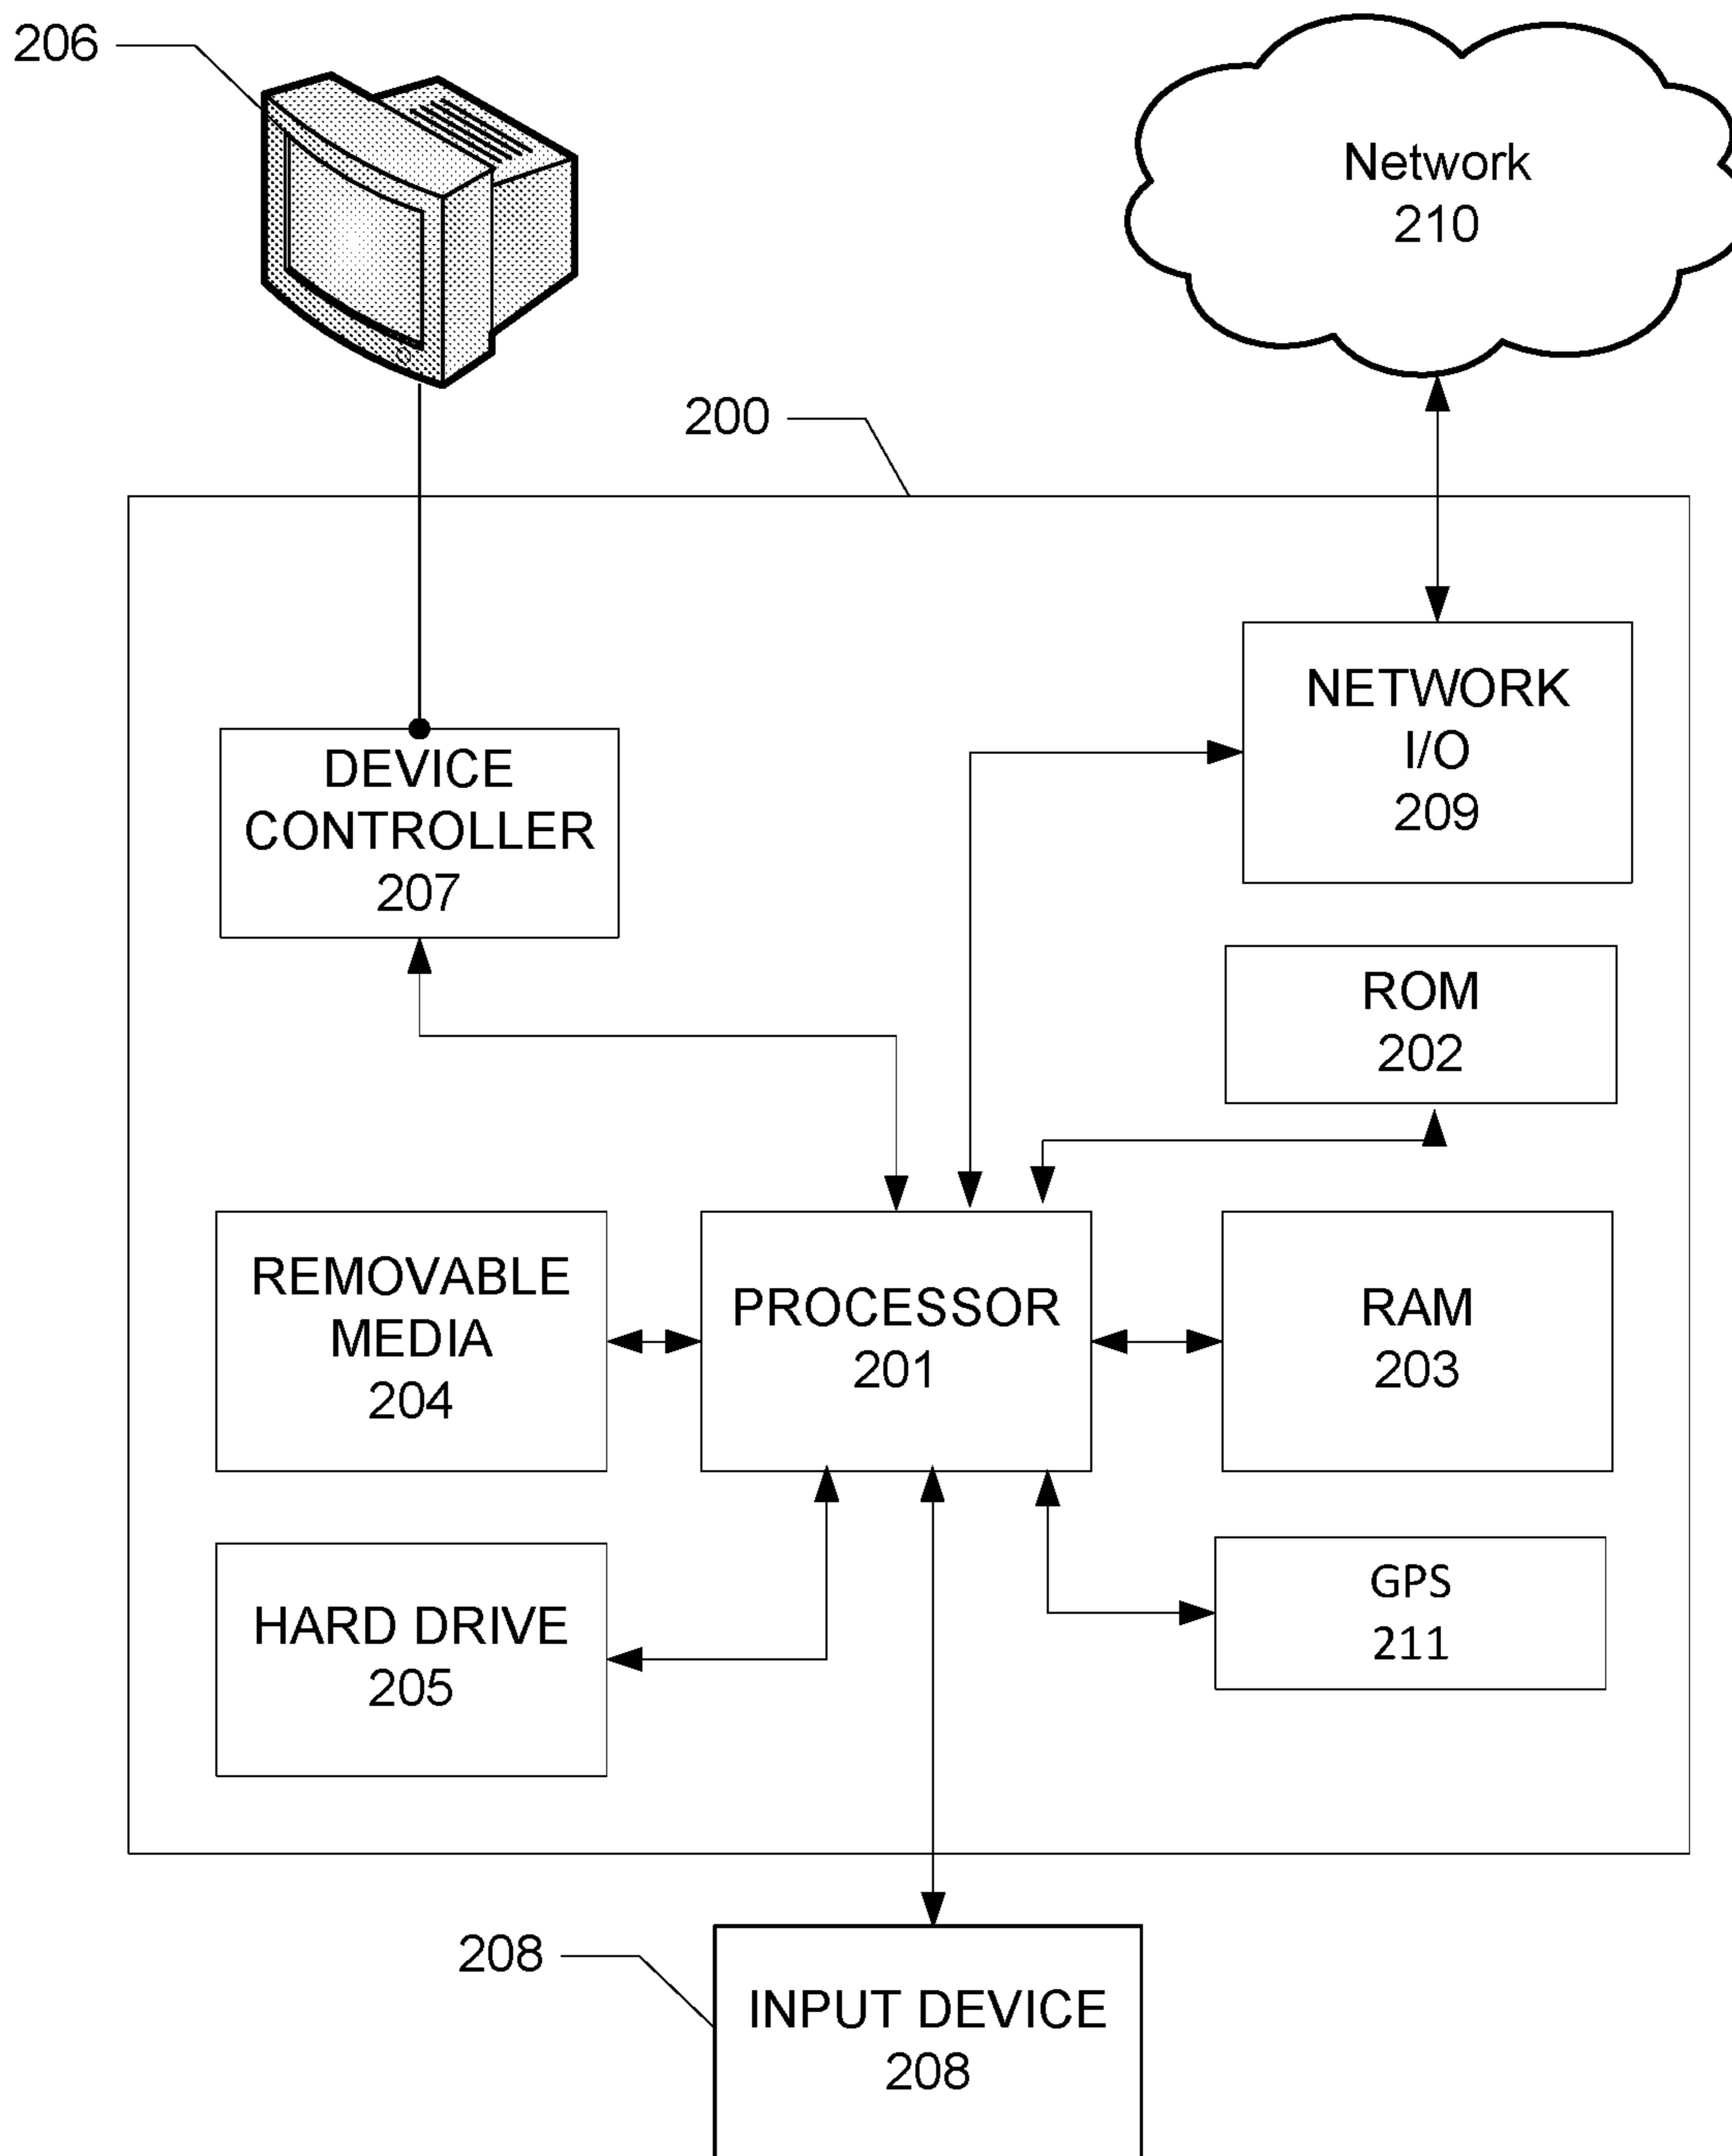 206
Network
210
200
NETWORK
I/O
209
DEVICE
CONTROLLER
207
ROM
202
REMOVABLE
MEDIA
204
PROCESSOR
201
RAM
203
HARD DRIVE
205
GPS
211
208
INPUT DEVICE
208